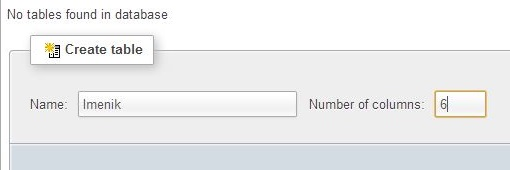 No tables found in database
Create table
Name: Imenik Number of columns: 6